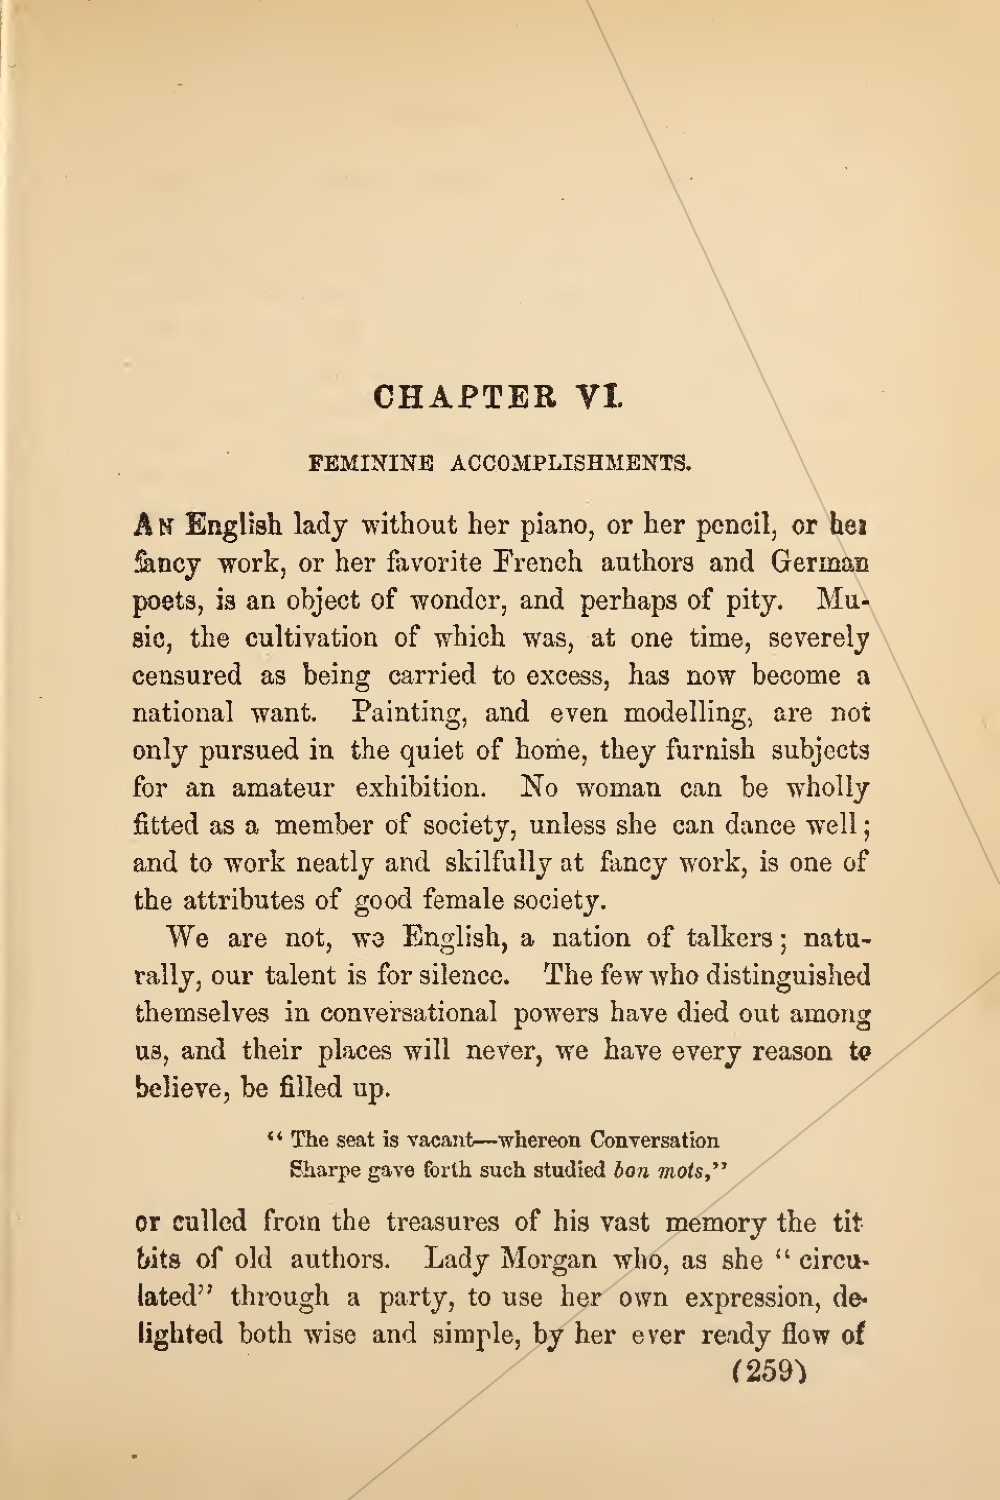 CHAPTER VI.
FEMININE ACCOMPLISHMENTS.
AN English lady without her piano, or her pencil, or her
fancy work, or her favorite French authors and German
poets, is an object of wonder, and perhaps of pity. Mu-
sic, the cultivation of which was, at one time, severely
censured as being carried to excess, has now become a
national want. Painting, and even modelling, are not
only pursued in the quiet of home, they furnish subjects
for an amateur exhibition. No woman can be wholly
fitted as a member of society, unless she can dance well;
and to work neatly and skilfully at fancy work, is one of
the attributes of good female society.
We are not, we English, a nation of talkers; natu-
rally, our talent is for silence. The few who distinguished
themselves in conversational powers have died out among
us, and their places will never, we have every reason to
believe, be filled up.
“ The seat is vacant—whereon Conversation
Sharpe gave forth such studied bon mots,”
or culled from the treasures of his vast memory the tit
bits of old authors. Lady Morgan who, as she “ circu-
lated” through a party, to use her own expression, de-
lighted both wise and simple, by her ever ready flow of
(259)